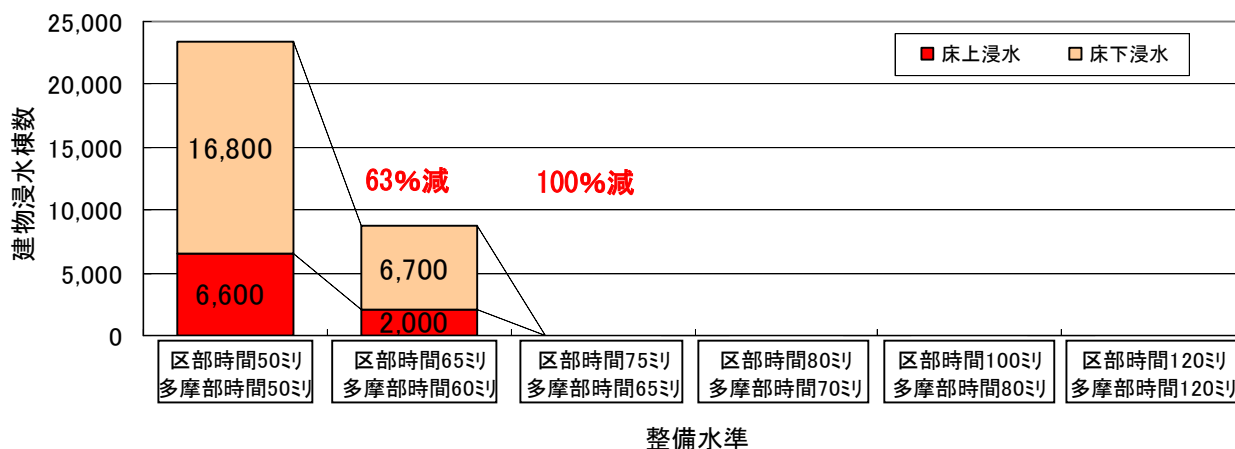 25,000
20,000
15,000
10,000
5,000
0
建物浸水棟数
床上浸水 床下浸水
16,800
6,600
63%減
6,700
2,000
100%減
区部時間50ミリ
多摩部時間50ミリ
区部時間65ミリ
多摩部時間60ミリ
区部時間75ミリ
多摩部時間65ミリ
区部時間80ミリ
多摩部時間70ミリ
区部時間100ミリ
多摩部時間80ミリ
区部時間120ミリ
多摩部時間120ミリ
整備水準